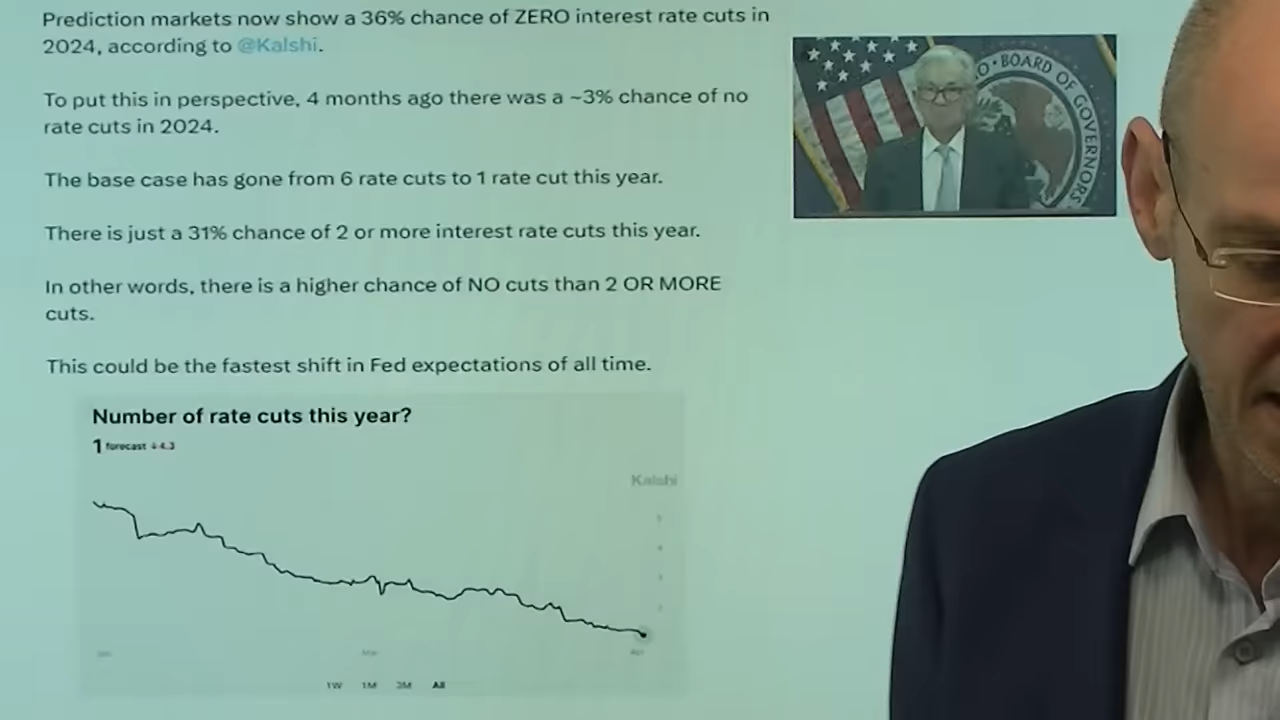 Prediction markets now show a 36% chance of ZERO interest rate cuts in
2024, according to @Kalshi.
To put this in perspective, 4 months ago there was a ~3% chance of no
rate cuts in 2024.
The base case has gone from 6 rate cuts to 1 rate cut this year.
There is just a 31% chance of 2 or more interest rate cuts this year.
In other words, there is a higher chance of NO cuts than 2 OR MORE
cuts.
This could be the fastest shift in Fed expectations of all time.
BOARD OF GOVERNORS
Number of rate cuts this year?
1 forecast ↓4.3
Kalshi
Mar
Apr
1W 1M 3M All